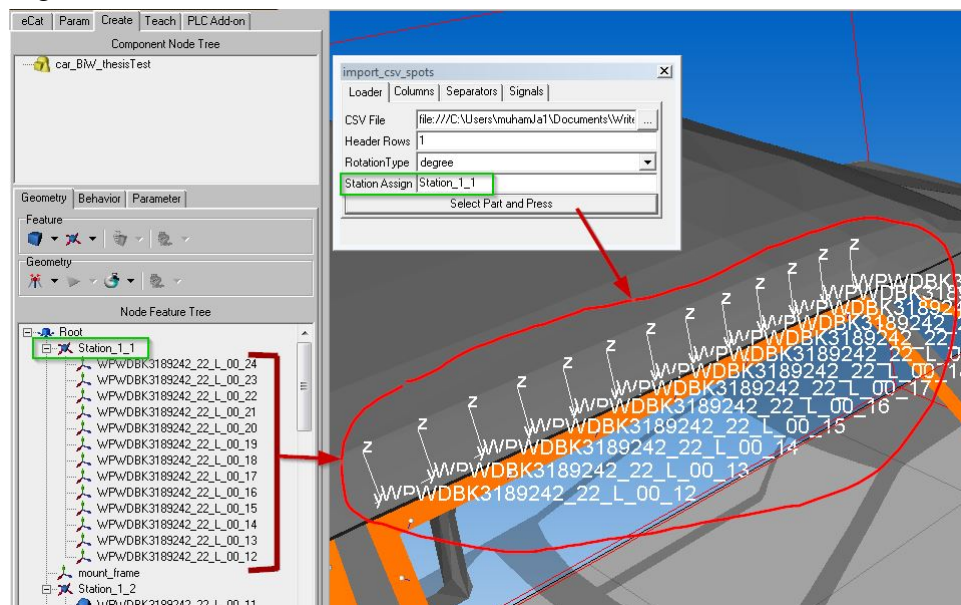 eCat Param Create Teach PLC Add-on
Component Node Tree
car_BiW_thesisTest
Geometry Behavior Parameter
Feature
Geometry
Node Feature Tree
Root
Station_1_1
WPWDBK3189242_22_L_00_24
WPWDBK3189242_22_L_00_23
WPWDBK3189242_22_L_00_22
WPWDBK3189242_22_L_00_21
WPWDBK3189242_22_L_00_20
WPWDBK3189242_22_L_00_19
WPWDBK3189242_22_L_00_18
WPWDBK3189242_22_L_00_17
WPWDBK3189242_22_L_00_16
WPWDBK3189242_22_L_00_15
WPWDBK3189242_22_L_00_14
WPWDBK3189242_22_L_00_13
WPWDBK3189242_22_L_00_12
mount_frame
Station_1_2
WPWDBK3189242_22_L_00_11
import_csv_spots
Loader Columns Separators Signals
CSV File file:///C:\Users\muhamJa1\Documents\Write ...
Header Rows 1
RotationType degree
Station Assign Station_1_1
Select Part and Press
z
z
z
z
z
z
z
z
z
z
z
WPWDBK3189242_22_L_00_17
WPWDBK3189242_22_L_00_16
WPWDBK3189242_22_L_00_15
WPWDBK3189242_22_L_00_14
WPWDBK3189242_22_L_00_13
WPWDBK3189242_22_L_00_12